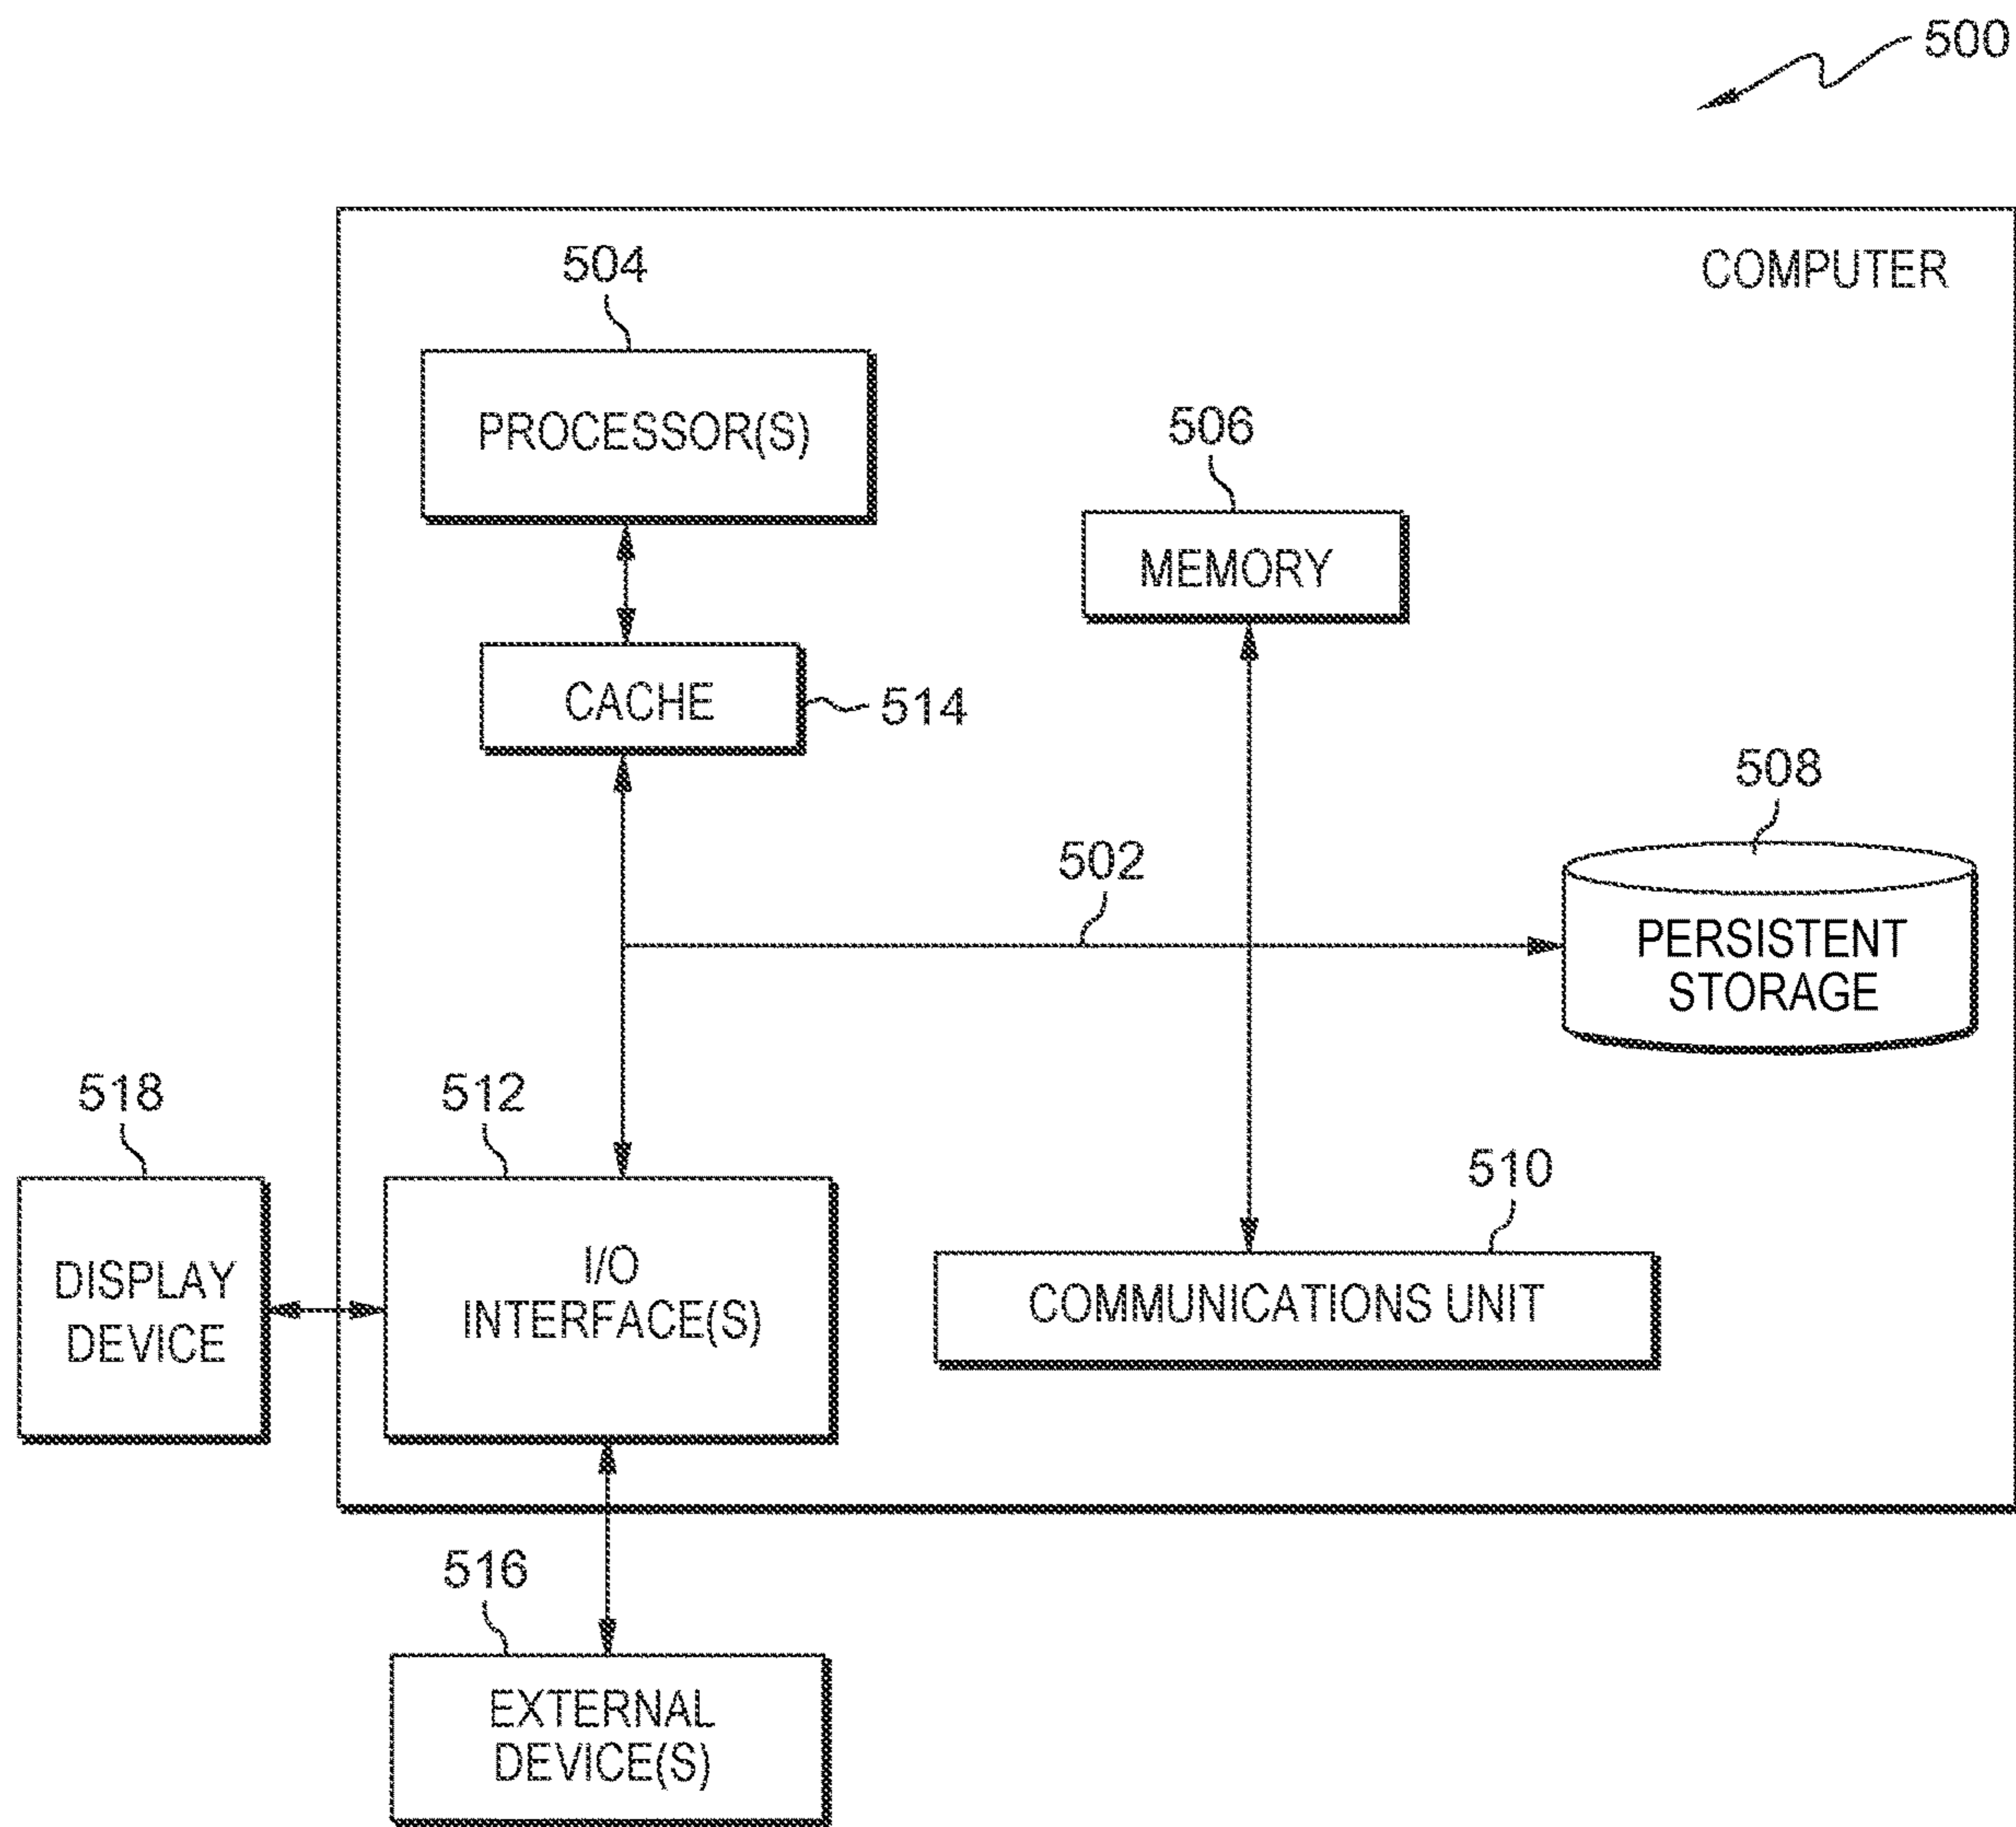 500
COMPUTER
504
PROCESSOR(S)
506
MEMORY
CACHE
514
508
502
PERSISTENT
STORAGE
518
512
510
DISPLAY
DEVICE
I/O
INTERFACE(S)
COMMUNICATIONS UNIT
516
EXTERNAL
DEVICE(S)